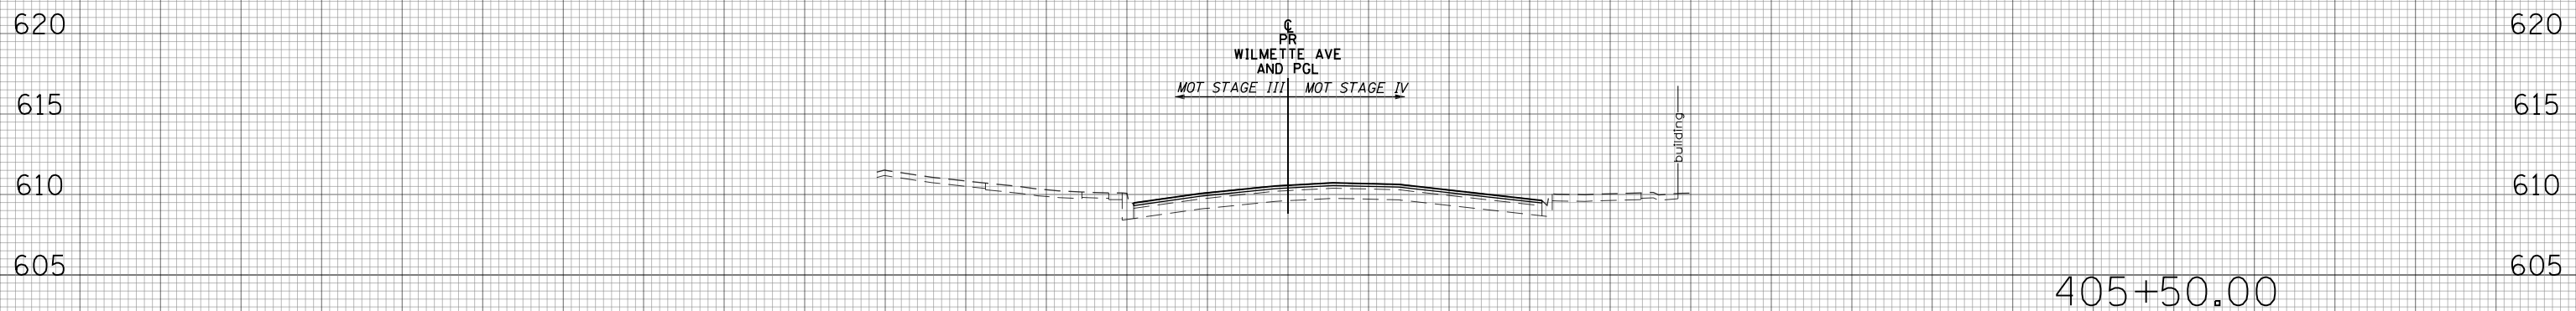 620 620
℄
PR
WILMETTE AVE
AND PGL
MOT STAGE III MOT STAGE IV
615 615
building
610 610
605 605
405+50.00